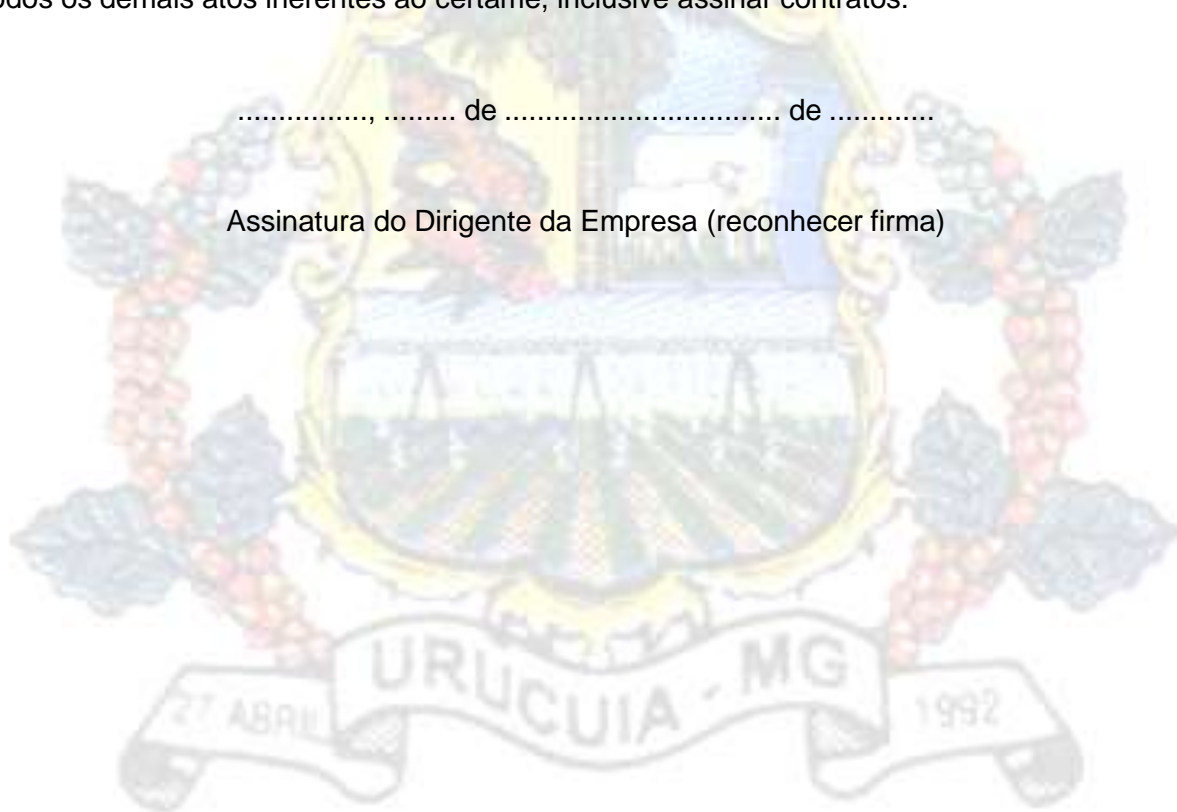 odos os demais atos inerentes ao certame, inclusive assinar contratos.
................, ......... de .................................. de .............
Assinatura do Dirigente da Empresa (reconhecer firma)
URUCUIA - MG
27 ABRIL
1992